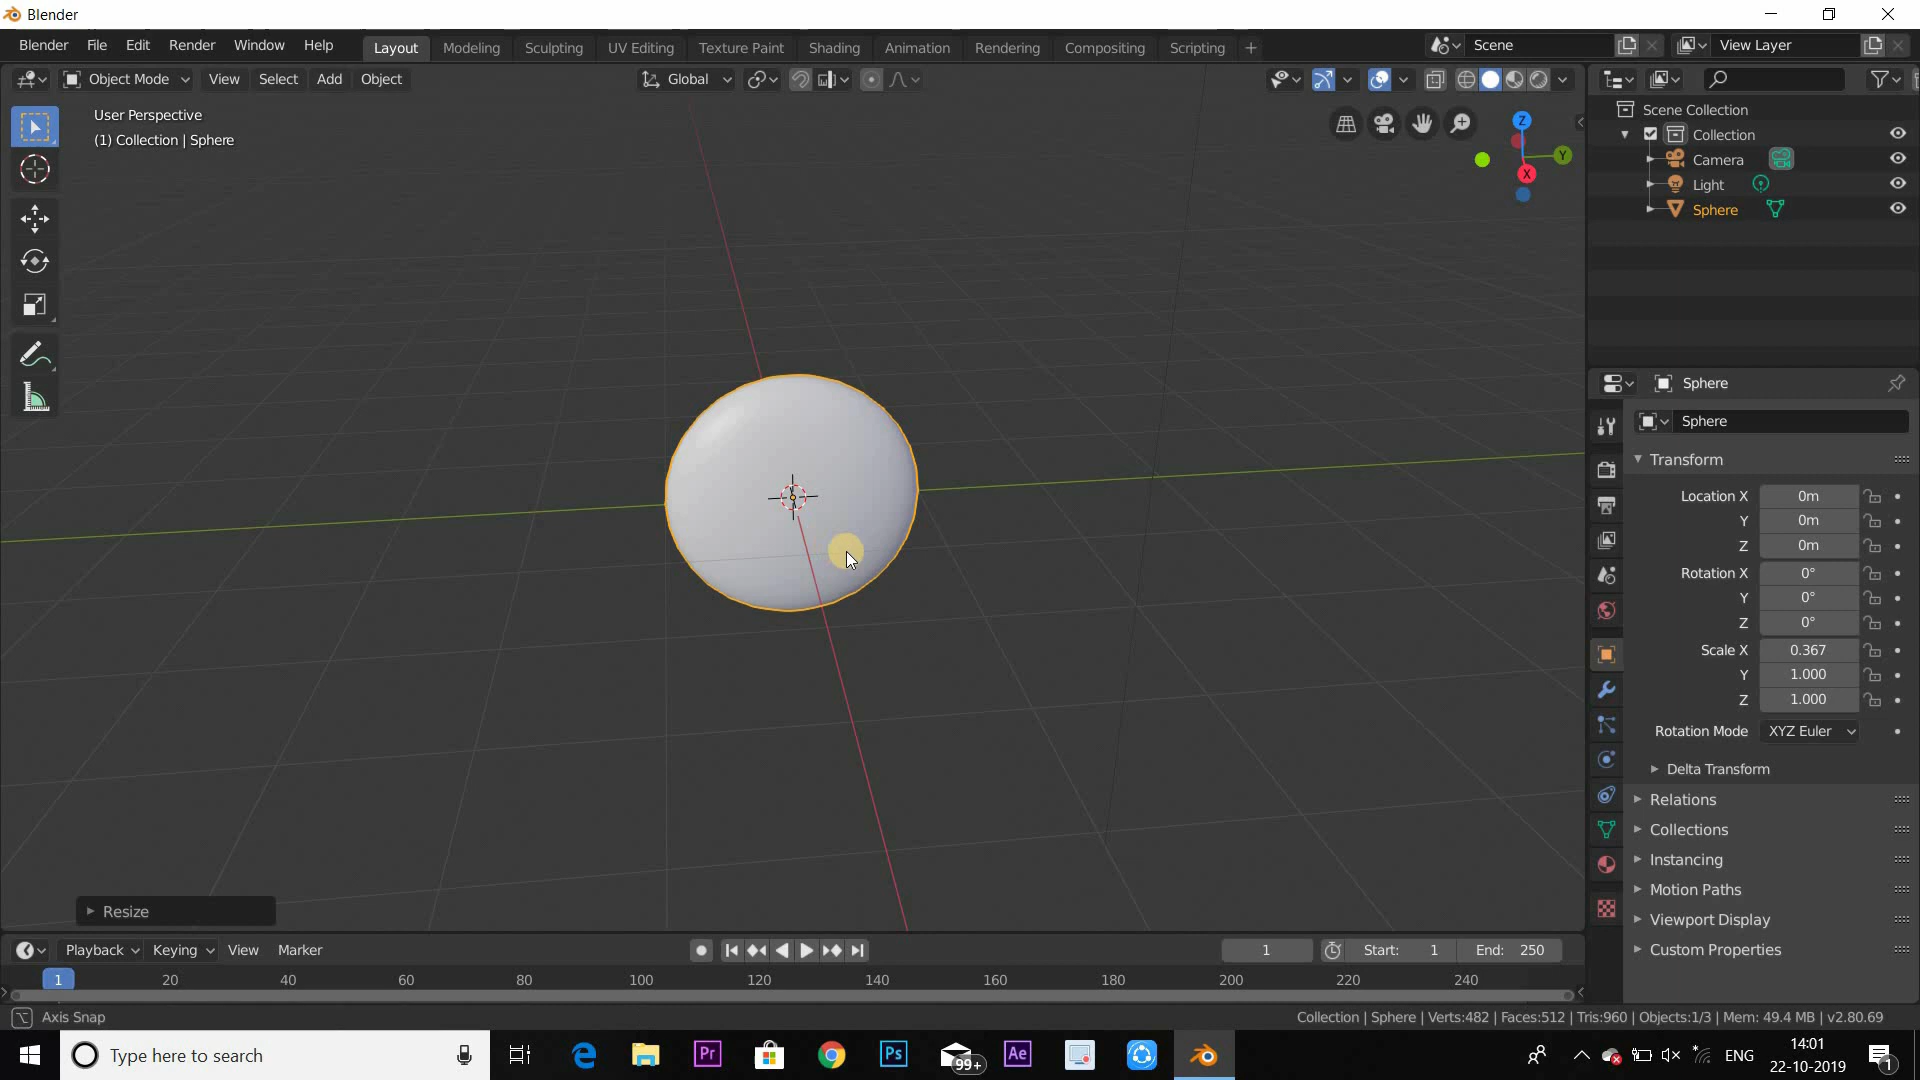 Blender
Blender File Edit Render Window Help Layout Modeling Sculpting UV Editing Texture Paint Shading Animation Rendering Compositing Scripting + Scene View Layer
Object Mode View Select Add Object Global
User Perspective
(1) Collection | Sphere
Z
Y
X
Scene Collection
Collection
Camera
Light
Sphere
Sphere
Sphere
Transform
Location X 0m
Y 0m
Z 0m
Rotation X 0°
Y 0°
Z 0°
Scale X 0.367
Y 1.000
Z 1.000
Rotation Mode XYZ Euler
Delta Transform
Relations
Collections
Instancing
Motion Paths
Viewport Display
Custom Properties
Resize
Playback Keying View Marker 1 Start: 1 End: 250
1 20 40 60 80 100 120 140 160 180 200 220 240
Axis Snap Collection | Sphere | Verts:482 | Faces:512 | Tris:960 | Objects:1/3 | Mem: 49.4 MB | v2.80.69
Type here to search Pr Ps 99+ Ae ENG 14:01
22-10-2019 1